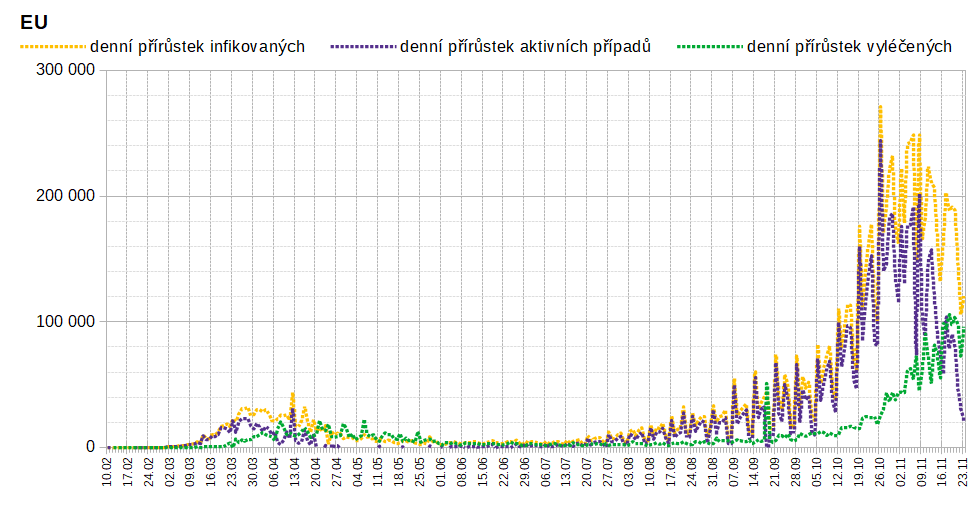 EU
denní přírůstek infikovaných denní přírůstek aktivních případů denní přírůstek vyléčených
300 000
200 000
100 000
0
10.02 17.02 24.02 02.03 09.03 16.03 23.03 30.03 06.04 13.04 20.04 27.04 04.05 11.05 18.05 25.05 01.06 08.06 15.06 22.06 29.06 06.07 13.07 20.07 27.07 03.08 10.08 17.08 24.08 31.08 07.09 14.09 21.09 28.09 05.10 12.10 19.10 26.10 02.11 09.11 16.11 23.11